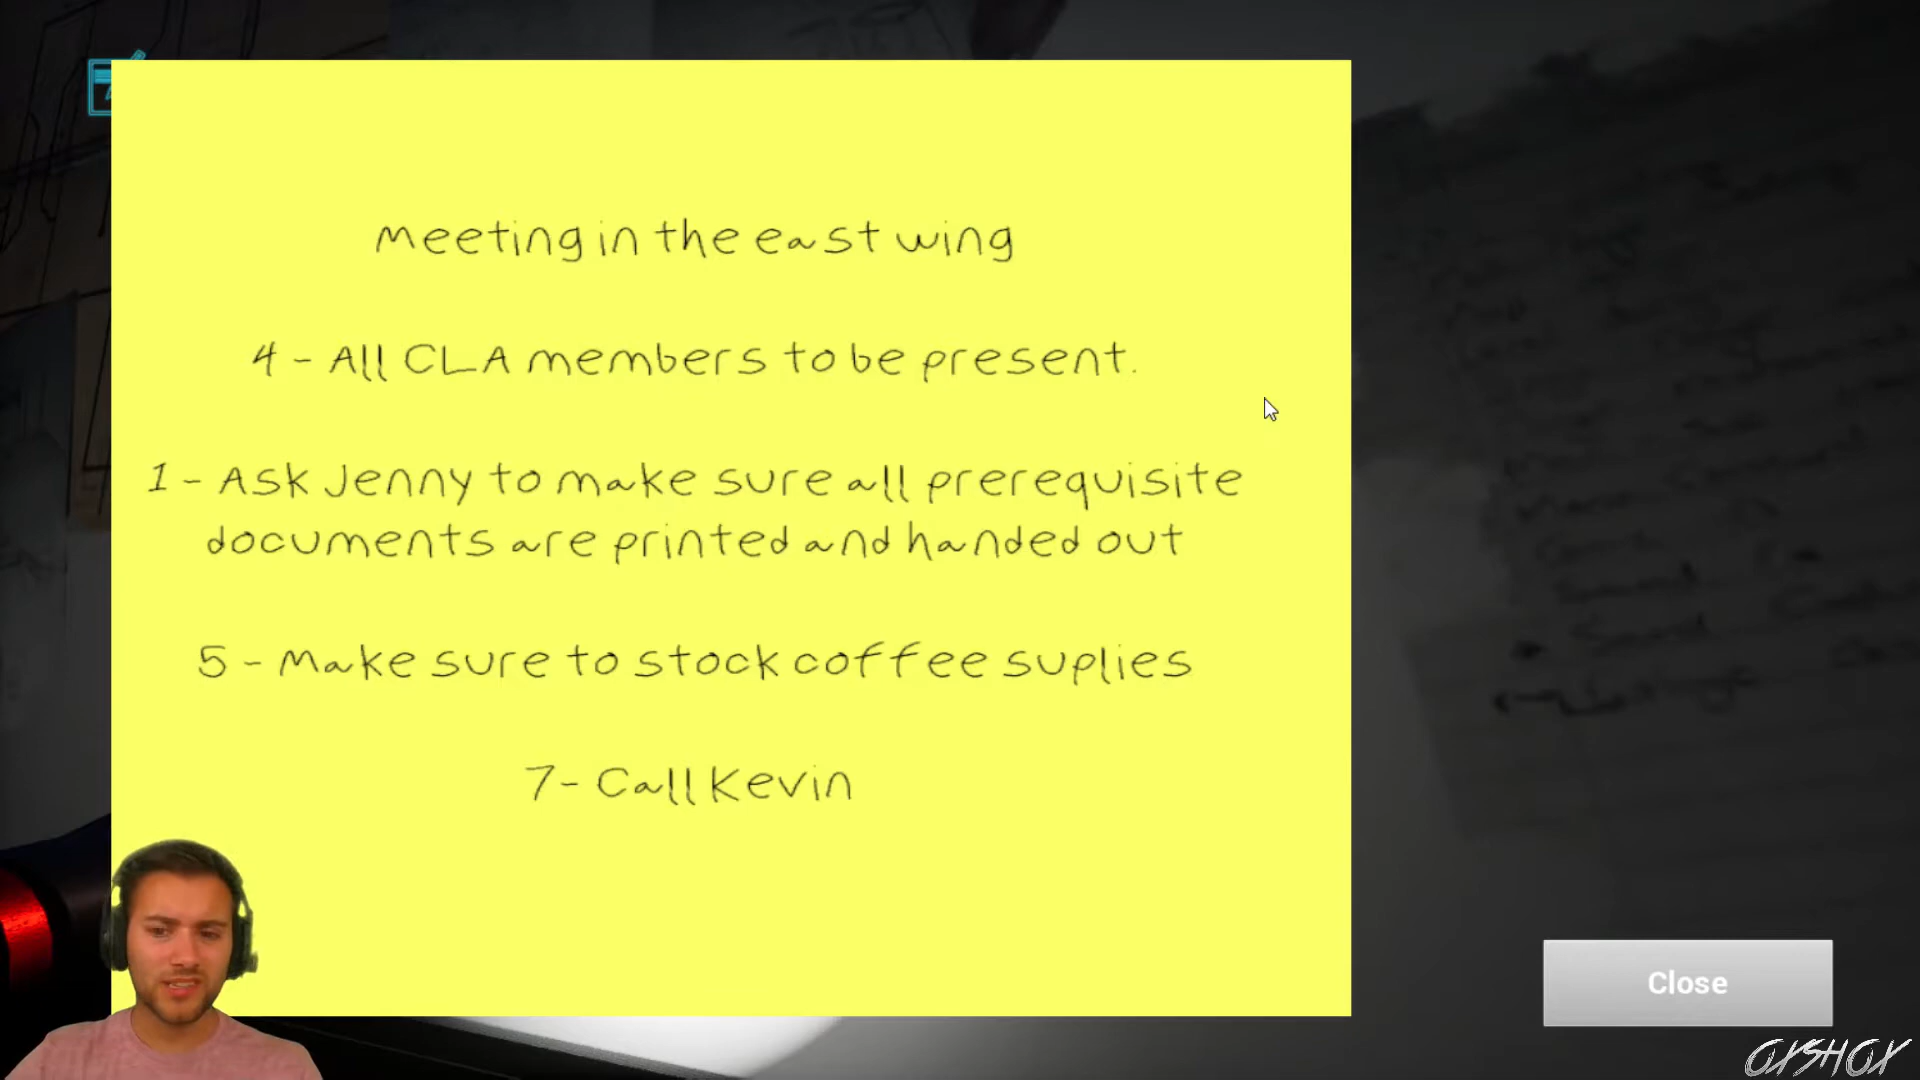 meeting in the east wing
4 - All CLA members to be present.
1 - Ask Jenny to make sure all prerequisite
documents are printed and handed out
5 - Make sure to stock coffee suplies
7 - Call Kevin
Close
OXSHOX